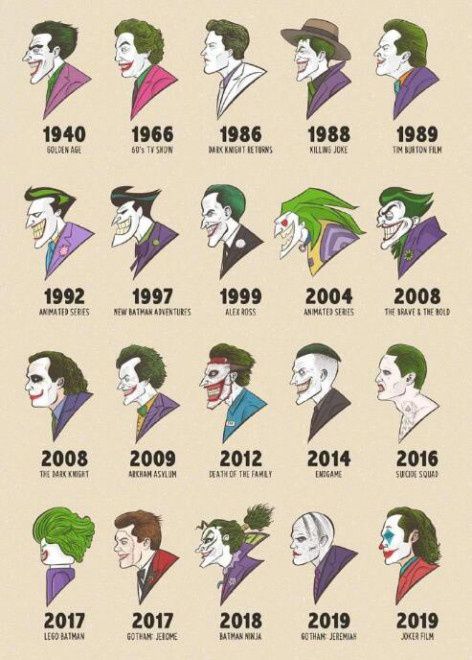 1940
GOLDEN AGE
1966
60's TV SHOW
1986
DARK KNIGHT RETURNS
1988
KILLING JOKE
1989
TIM BURTON FILM
1992
ANIMATED SERIES
1997
NEW BATMAN ADVENTURES
1999
ALEX ROSS
2004
ANIMATED SERIES
2008
THE BRAVE & THE BOLD
2008
THE DARK KNIGHT
2009
ARKHAM ASYLUM
2012
DEATH OF THE FAMILY
2014
ENDGAME
2016
SUICIDE SQUAD
2017
LEGO BATMAN
2017
GOTHAM: JEROME
2018
BATMAN NINJA
2019
GOTHAM: JEREMIAH
2019
JOKER FILM